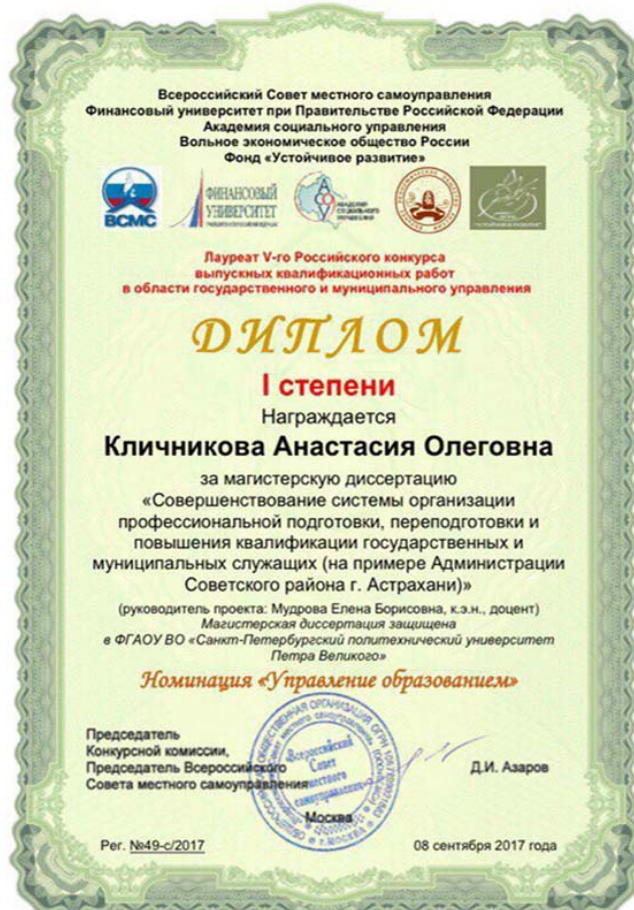 Всероссийский Совет местного самоуправления
Финансовый университет при Правительстве Российской Федерации
Академия социального управления
Вольное экономическое общество России
Фонд «Устойчивое развитие»
ВСМС
ФИНАНСОВЫЙ
УНИВЕРСИТЕТ
АСОУ
АКАДЕМИЯ
СОЦИАЛЬНОГО
УПРАВЛЕНИЯ
Лауреат V-го Российского конкурса
выпускных квалификационных работ
в области государственного и муниципального управления
ДИПЛОМ
I степени
Награждается
Кличникова Анастасия Олеговна
за магистерскую диссертацию
«Совершенствование системы организации
профессиональной подготовки, переподготовки и
повышения квалификации государственных и
муниципальных служащих (на примере Администрации
Советского района г. Астрахани)»
(руководитель проекта: Мудрова Елена Борисовна, к.э.н., доцент)
Магистерская диссертация защищена
в ФГАОУ ВО «Санкт-Петербургский политехнический университет
Петра Великого»
Номинация «Управление образованием»
Председатель
Конкурсной комиссии,
Председатель Всероссийского
Совета местного самоуправления
Всероссийский
Совет
местного
самоуправления
Д.И. Азаров
Москва
Рег. №49-с/2017
08 сентября 2017 года